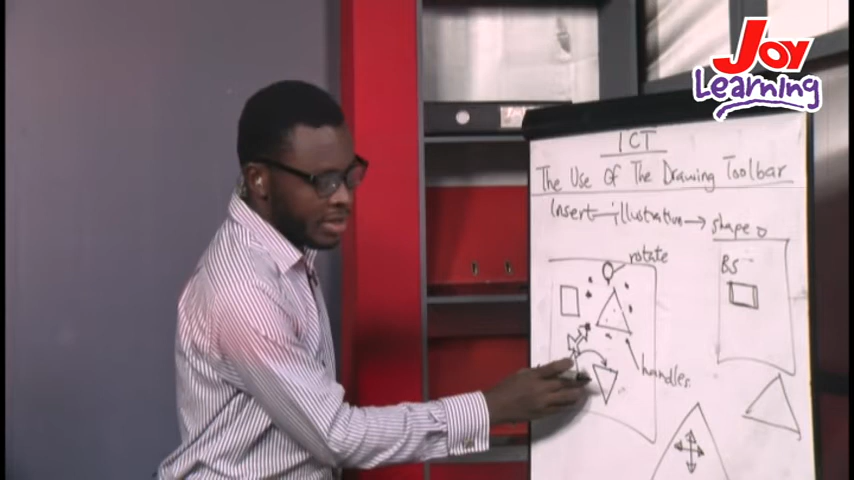 Joy
Learning
ICT
The Use Of The Drawing Toolbar
Insert illustration → shape
rotate
BS
handles